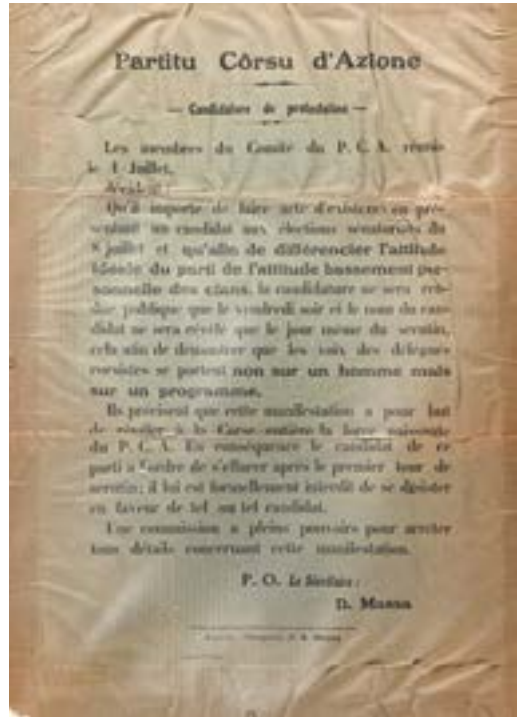 Partitu Côrsu d'Azione
— Candidature de protestation —
Les membres du Comité du P. C. A. réunis
le 1 Juillet,
décident :
Qu'il importe de faire acte d'existence en pré-
sentant un candidat aux élections sénatoriales du
8 juillet et qu'afin de différencier l'attitude
idéale du parti de l'attitude bassement per-
sonnelle des clans, la candidature ne sera ren-
due publique que le vendredi soir et le nom du can-
didat ne sera révélé que le jour même du scrutin,
cela afin de démontrer que les voix des délégués
corsistes se portent non sur un homme mais
sur un programme.
Ils précisent que cette manifestation a pour but
de à la Corse entière la force naissante
du P. C. A. En conséquence le candidat de ce
parti a l'ordre de s'effacer après le premier tour de
scrutin; il lui est formellement interdit de se désister
en faveur de tel ou tel candidat.
Une commission a pleins pouvoirs pour arrêter
tous détails concernant cette manifestation.
P. O. Le Secrétaire :
D. Massa